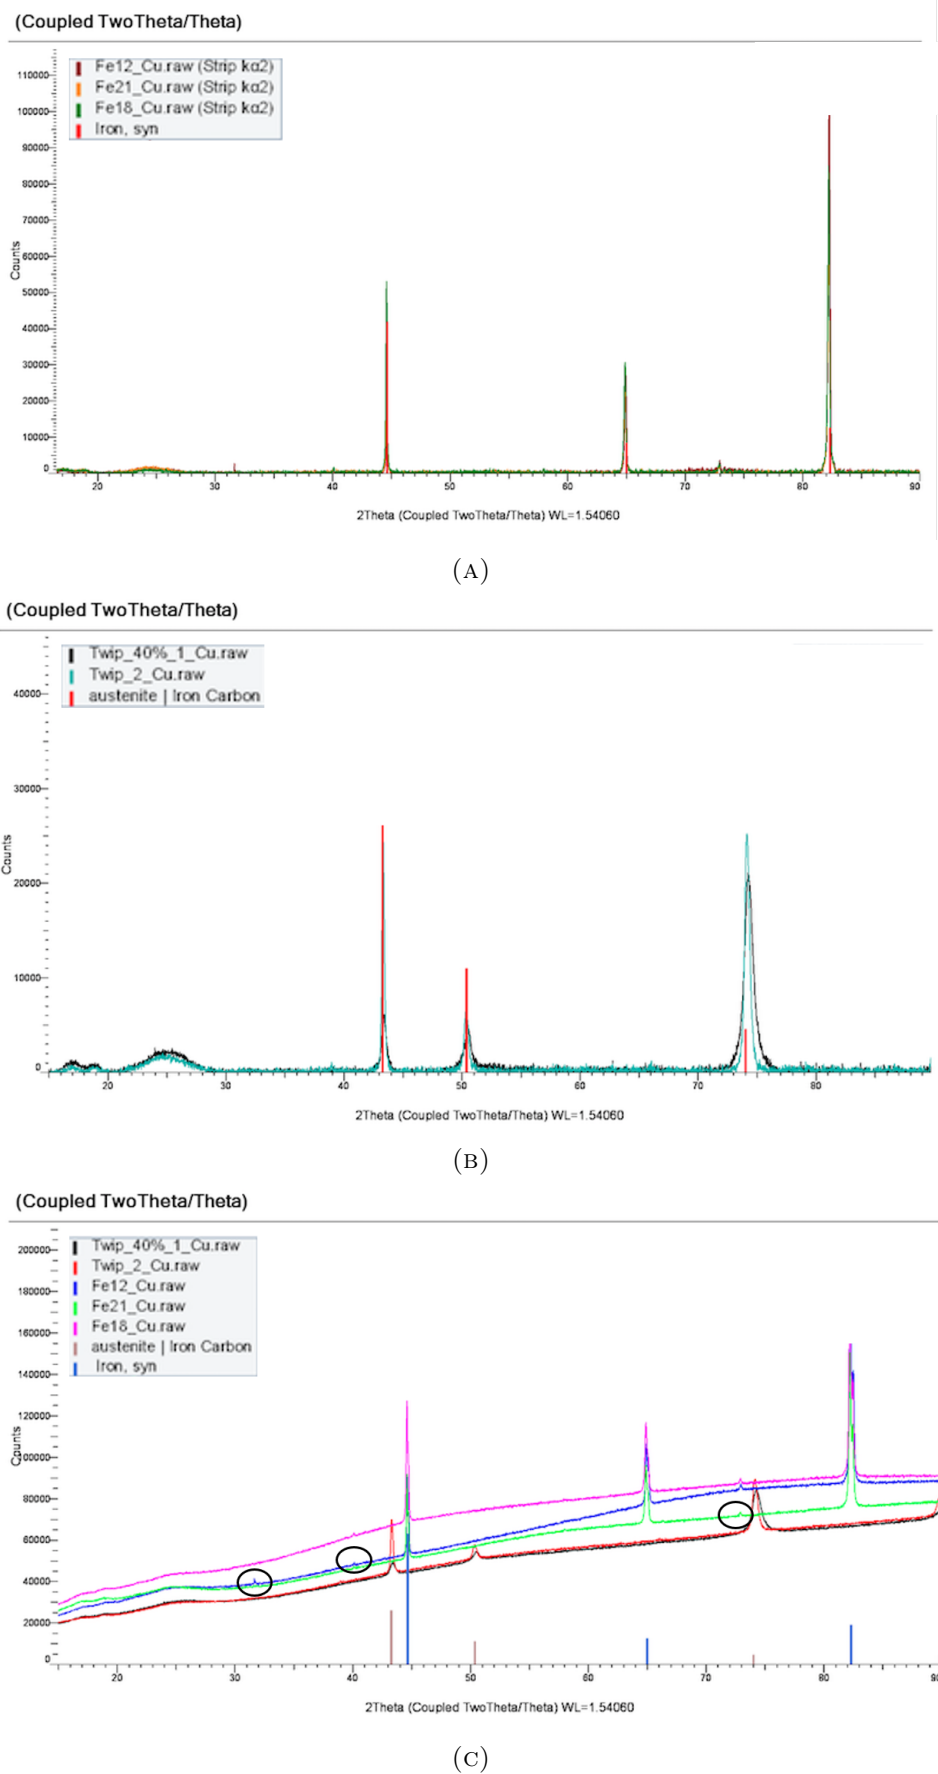 (Coupled TwoTheta/Theta)
Fe12_Cu.raw (Strip kα2)
Fe21_Cu.raw (Strip kα2)
Fe18_Cu.raw (Strip kα2)
Iron, syn
110000
100000
90000
80000
70000
60000
50000
40000
30000
20000
10000
0
Counts
20 30 40 50 60 70 80 90
2Theta (Coupled TwoTheta/Theta) WL=1.54060
(A)
(Coupled TwoTheta/Theta)
Twip_40%_1_Cu.raw
Twip_2_Cu.raw
austenite | Iron Carbon
40000
30000
20000
10000
0
Counts
20 30 40 50 60 70 80
2Theta (Coupled TwoTheta/Theta) WL=1.54060
(B)
(Coupled TwoTheta/Theta)
Twip_40%_1_Cu.raw
Twip_2_Cu.raw
Fe12_Cu.raw
Fe21_Cu.raw
Fe18_Cu.raw
austenite | Iron Carbon
Iron, syn
200000
180000
160000
140000
120000
100000
80000
60000
40000
20000
0
Counts
20 30 40 50 60 70 80
2Theta (Coupled TwoTheta/Theta) WL=1.54060
(C)